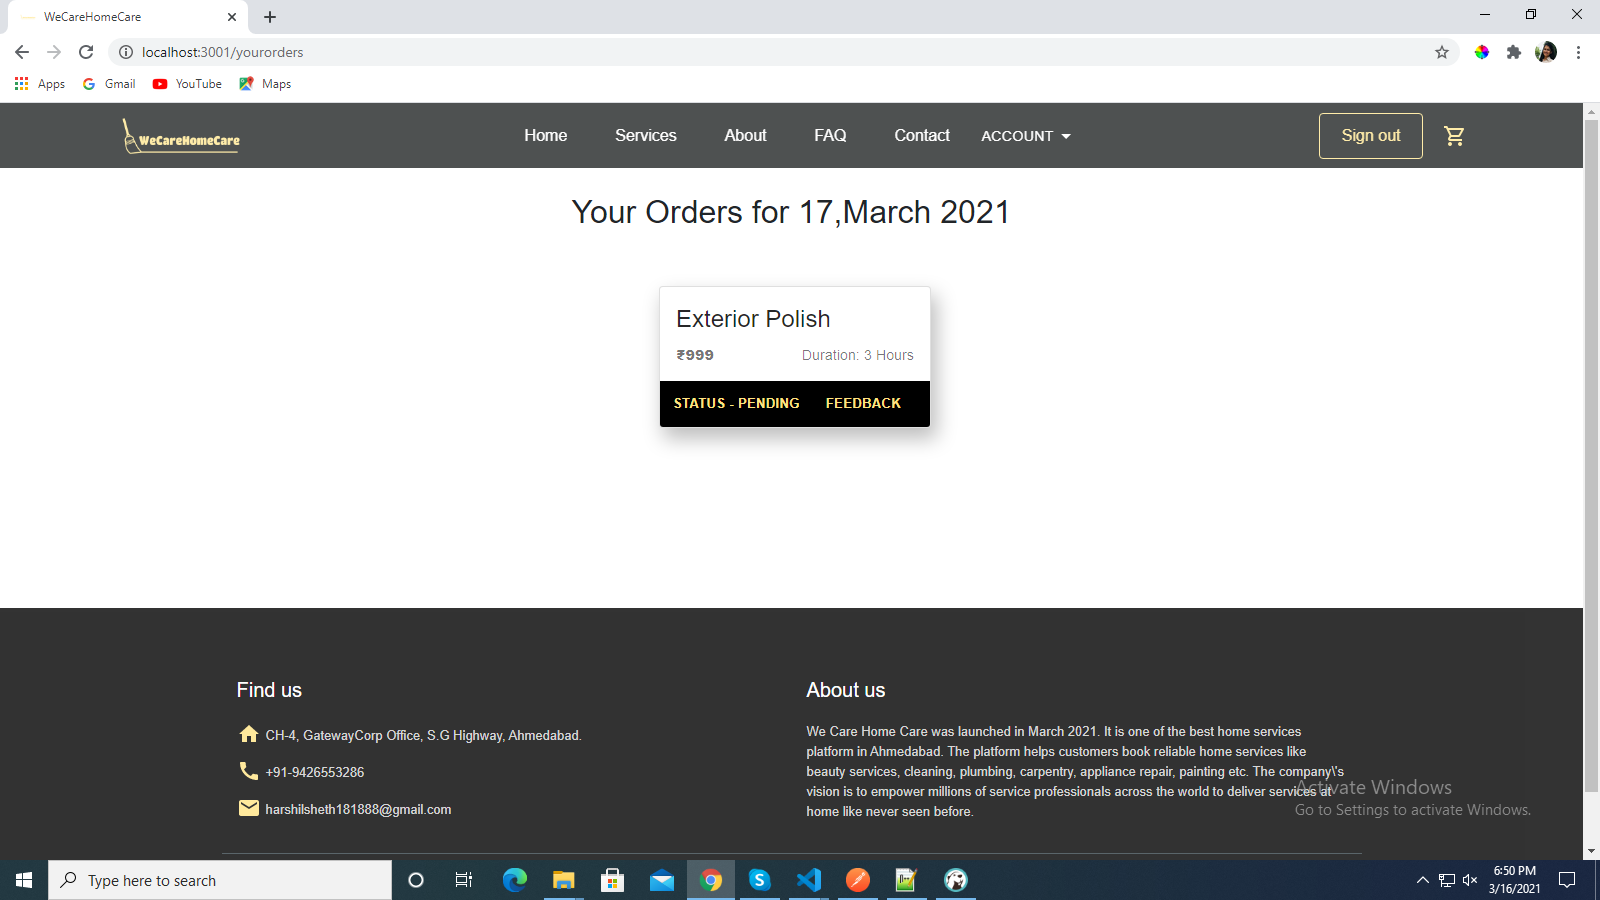 WeCareHomeCare
localhost:3001/yourorders
Apps
Gmail
YouTube
Maps
WeCareHomeCare
Home
Services
About
FAQ
Contact
ACCOUNT
Sign out
Your Orders for 17,March 2021
Exterior Polish
₹999
Duration: 3 Hours
STATUS - PENDING
FEEDBACK
Find us
CH-4, GatewayCorp Office, S.G Highway, Ahmedabad.
+91-9426553286
harshilsheth181888@gmail.com
About us
We Care Home Care was launched in March 2021. It is one of the best home services
platform in Ahmedabad. The platform helps customers book reliable home services like
beauty services, cleaning, plumbing, carpentry, appliance repair, painting etc. The company\'s
vision is to empower millions of service professionals across the world to deliver services at
home like never seen before.
Activate Windows
Go to Settings to activate Windows.
Type here to search
6:50 PM
3/16/2021